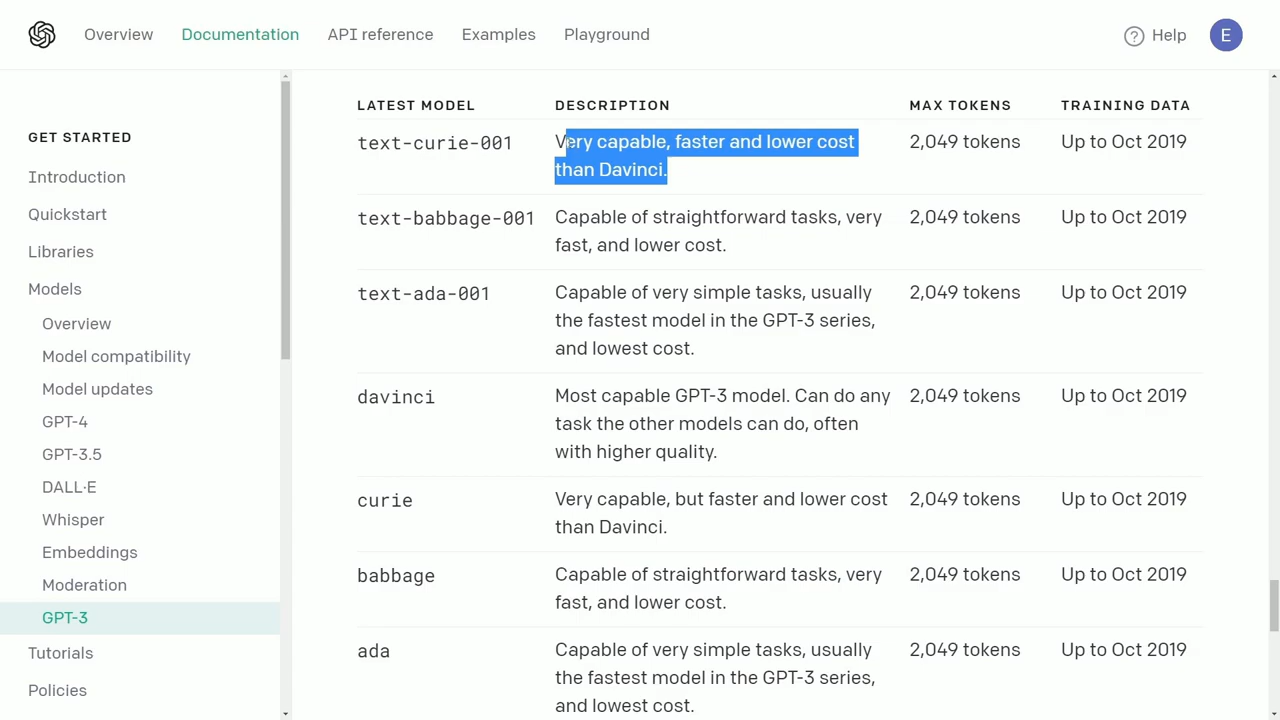 Overview Documentation API reference Examples Playground Help E
GET STARTED
Introduction
Quickstart
Libraries
Models
Overview
Model compatibility
Model updates
GPT-4
GPT-3.5
DALL·E
Whisper
Embeddings
Moderation
GPT-3
Tutorials
Policies
LATEST MODEL DESCRIPTION MAX TOKENS TRAINING DATA
text-curie-001 Very capable, faster and lower cost 2,049 tokens Up to Oct 2019
than Davinci.
text-babbage-001 Capable of straightforward tasks, very 2,049 tokens Up to Oct 2019
fast, and lower cost.
text-ada-001 Capable of very simple tasks, usually 2,049 tokens Up to Oct 2019
the fastest model in the GPT-3 series,
and lowest cost.
davinci Most capable GPT-3 model. Can do any 2,049 tokens Up to Oct 2019
task the other models can do, often
with higher quality.
curie Very capable, but faster and lower cost 2,049 tokens Up to Oct 2019
than Davinci.
babbage Capable of straightforward tasks, very 2,049 tokens Up to Oct 2019
fast, and lower cost.
ada Capable of very simple tasks, usually 2,049 tokens Up to Oct 2019
the fastest model in the GPT-3 series,
and lowest cost.